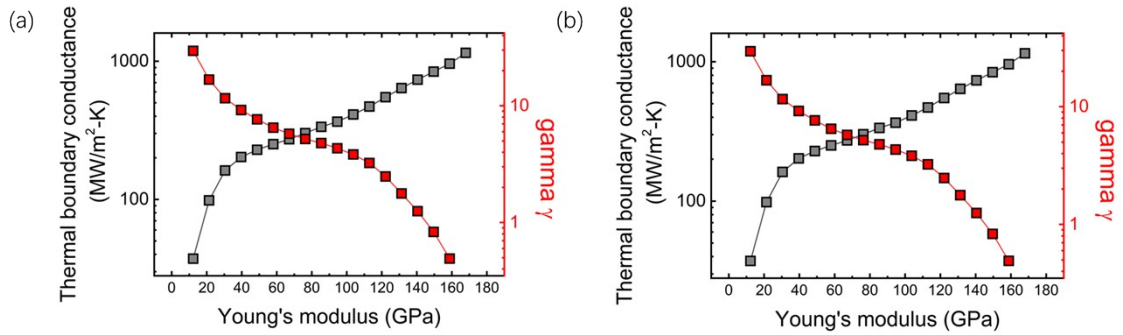 (a)
Thermal boundary conductance
(MW/m²-K)
1000
100
10
1
gamma γ
0 20 40 60 80 100 120 140 160 180
Young's modulus (GPa)
(b)
Thermal boundary conductance
(MW/m²-K)
1000
100
10
1
gamma γ
0 20 40 60 80 100 120 140 160 180
Young's modulus (GPa)